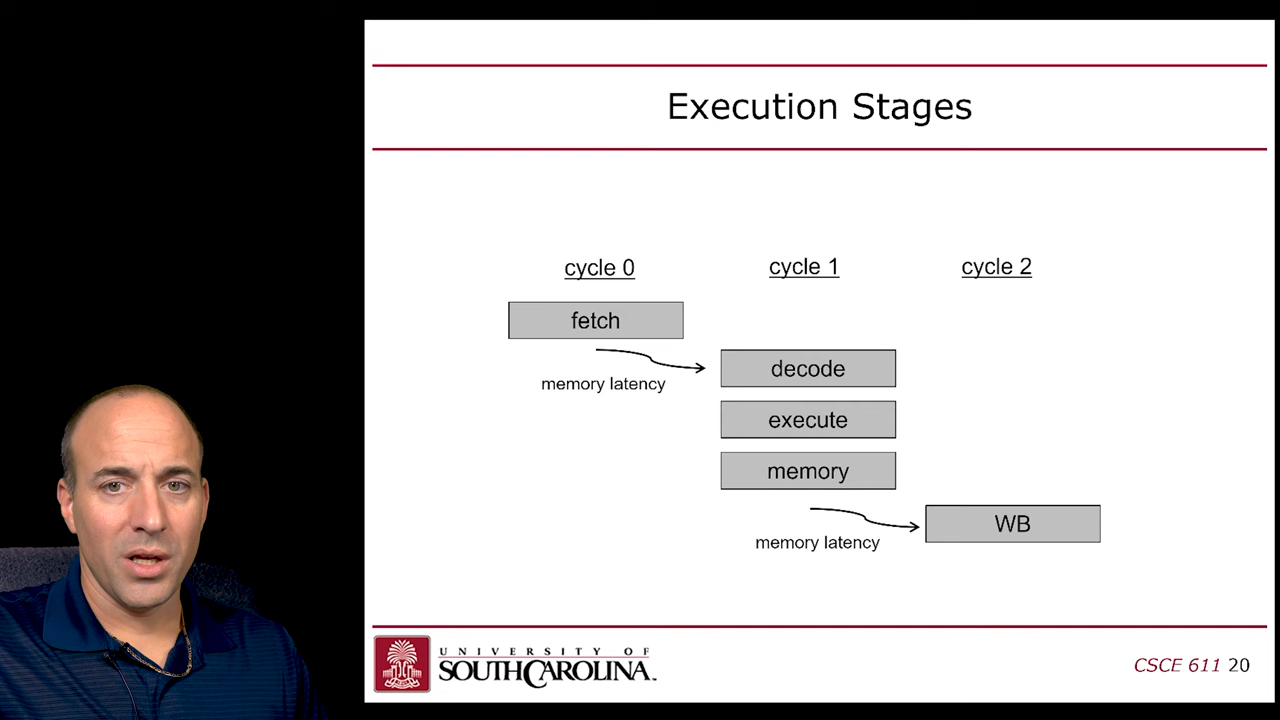 Execution Stages
cycle 0
cycle 1
cycle 2
fetch
memory latency
decode
execute
memory
memory latency
WB
UNIVERSITY OF
SOUTH CAROLINA.
CSCE 611 20